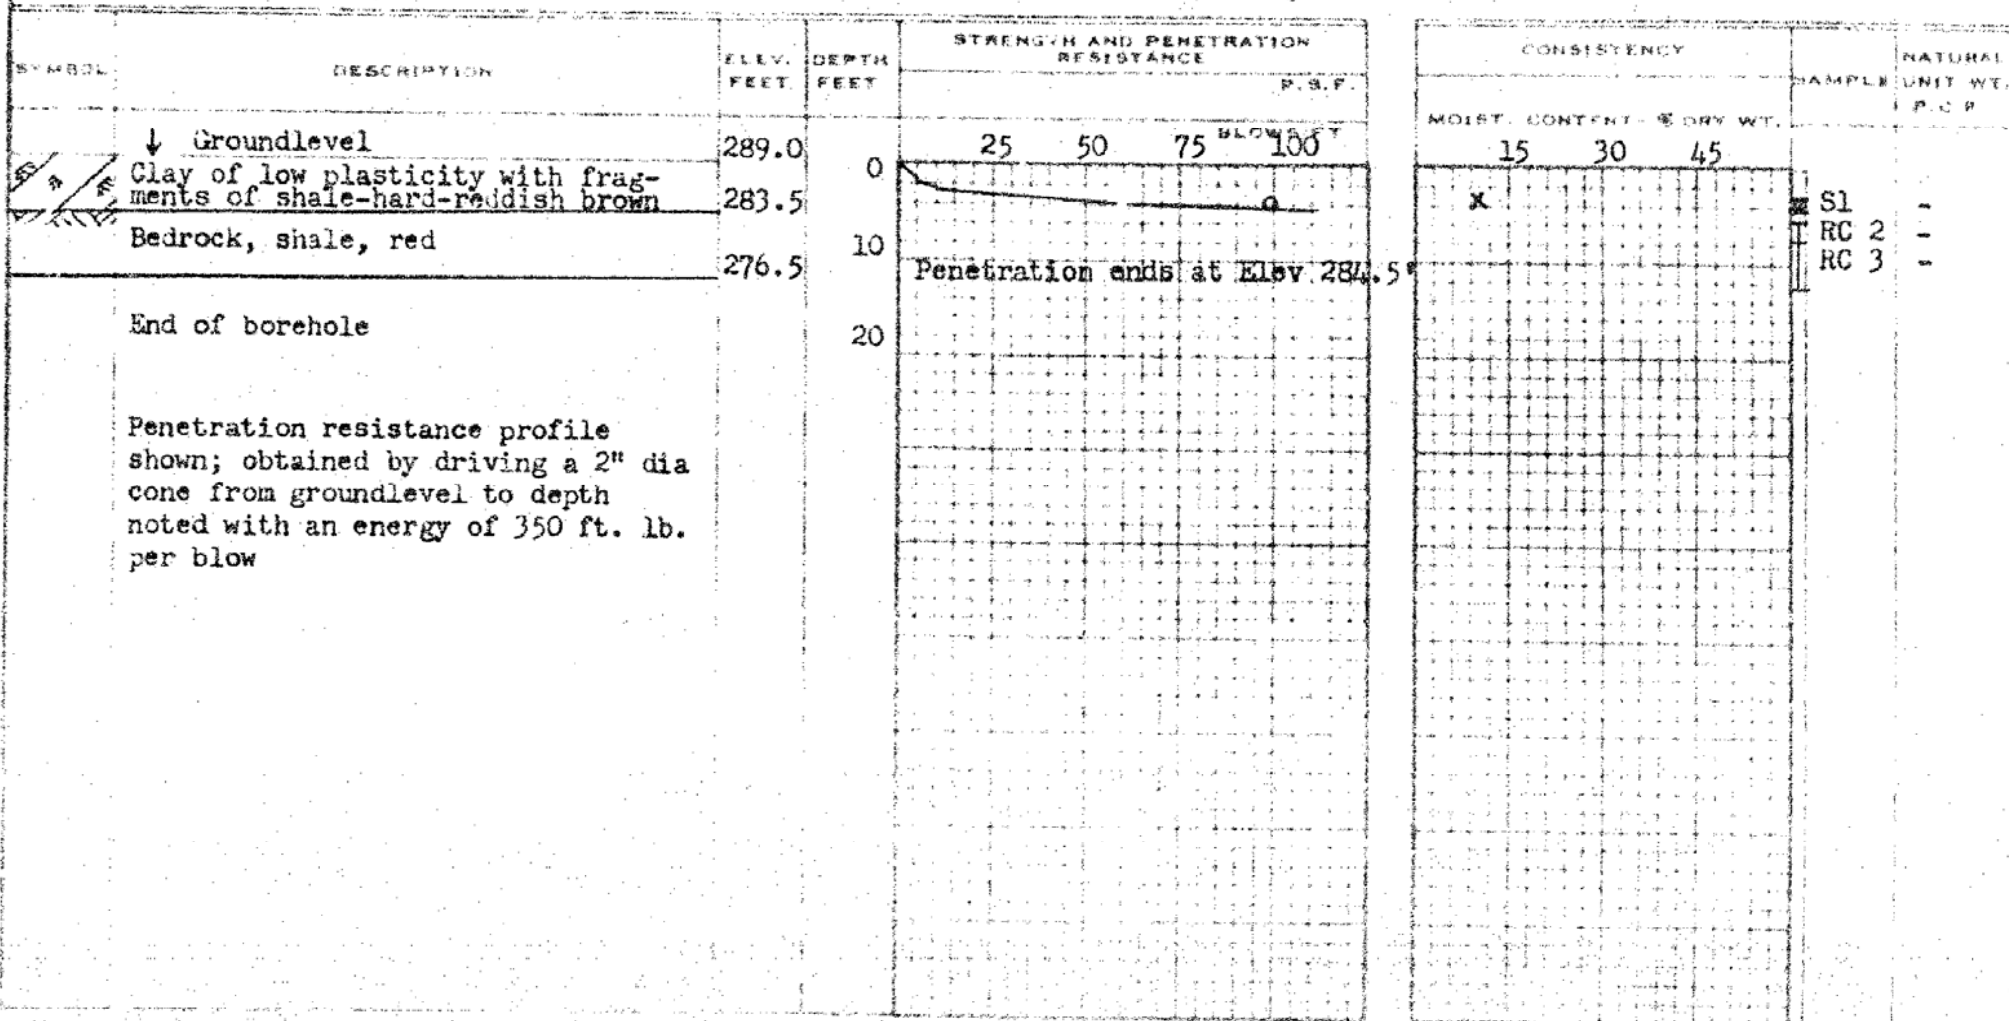 SYMBOL
DESCRIPTION
ELEV. FEET
DEPTH FEET
STRENGTH AND PENETRATION
RESISTANCE
P.S.F.
BLOWS/FT
CONSISTENCY
MOIST. CONTENT - % DRY WT.
SAMPLE
NATURAL
UNIT WT.
P.C.F
25 50 75 100
15 30 45
↓ Groundlevel
289.0
0
Clay of low plasticity with frag-
ments of shale-hard-reddish brown
283.5
x
S1 -
Bedrock, shale, red
10
RC 2 -
276.5
Penetration ends at Elev 284.5'
RC 3 -
End of borehole
20
Penetration resistance profile
shown; obtained by driving a 2" dia
cone from groundlevel to depth
noted with an energy of 350 ft. lb.
per blow